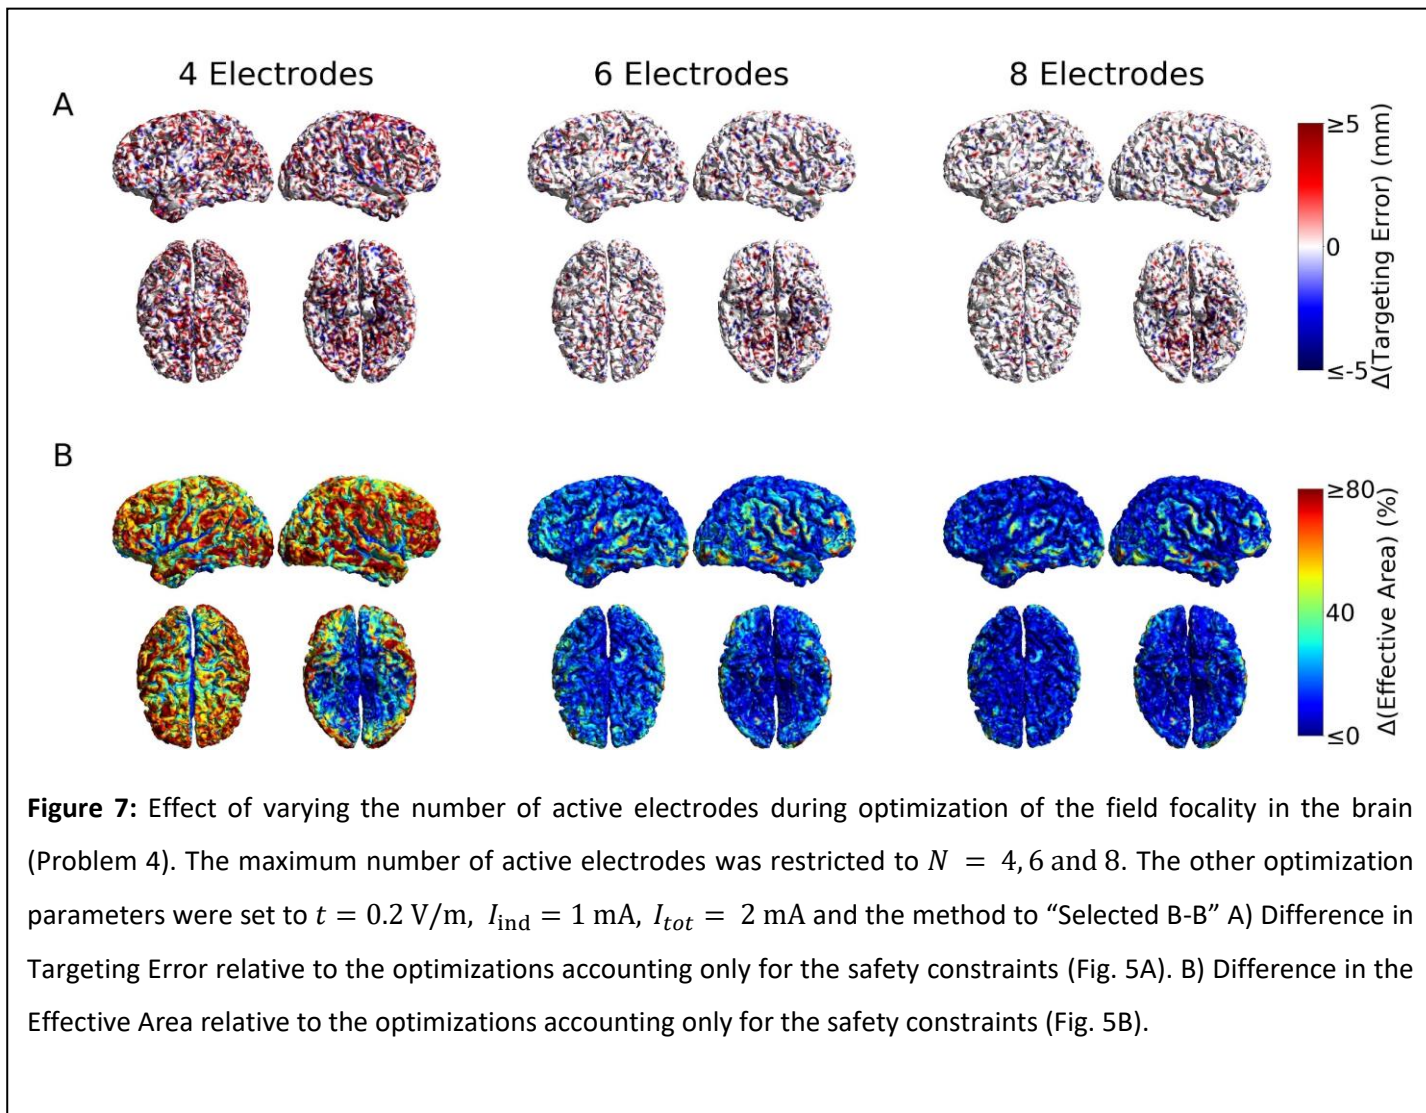 4 Electrodes
6 Electrodes
8 Electrodes
A
≥5
0
≤-5
Δ(Targeting Error) (mm)
B
≥80
40
≤0
Δ(Effective Area) (%)
Figure 7: Effect of varying the number of active electrodes during optimization of the field focality in the brain
(Problem 4). The maximum number of active electrodes was restricted to N = 4, 6 and 8. The other optimization
parameters were set to t = 0.2 V/m, I_ind = 1 mA, I_tot = 2 mA and the method to “Selected B-B” A) Difference in
Targeting Error relative to the optimizations accounting only for the safety constraints (Fig. 5A). B) Difference in the
Effective Area relative to the optimizations accounting only for the safety constraints (Fig. 5B).